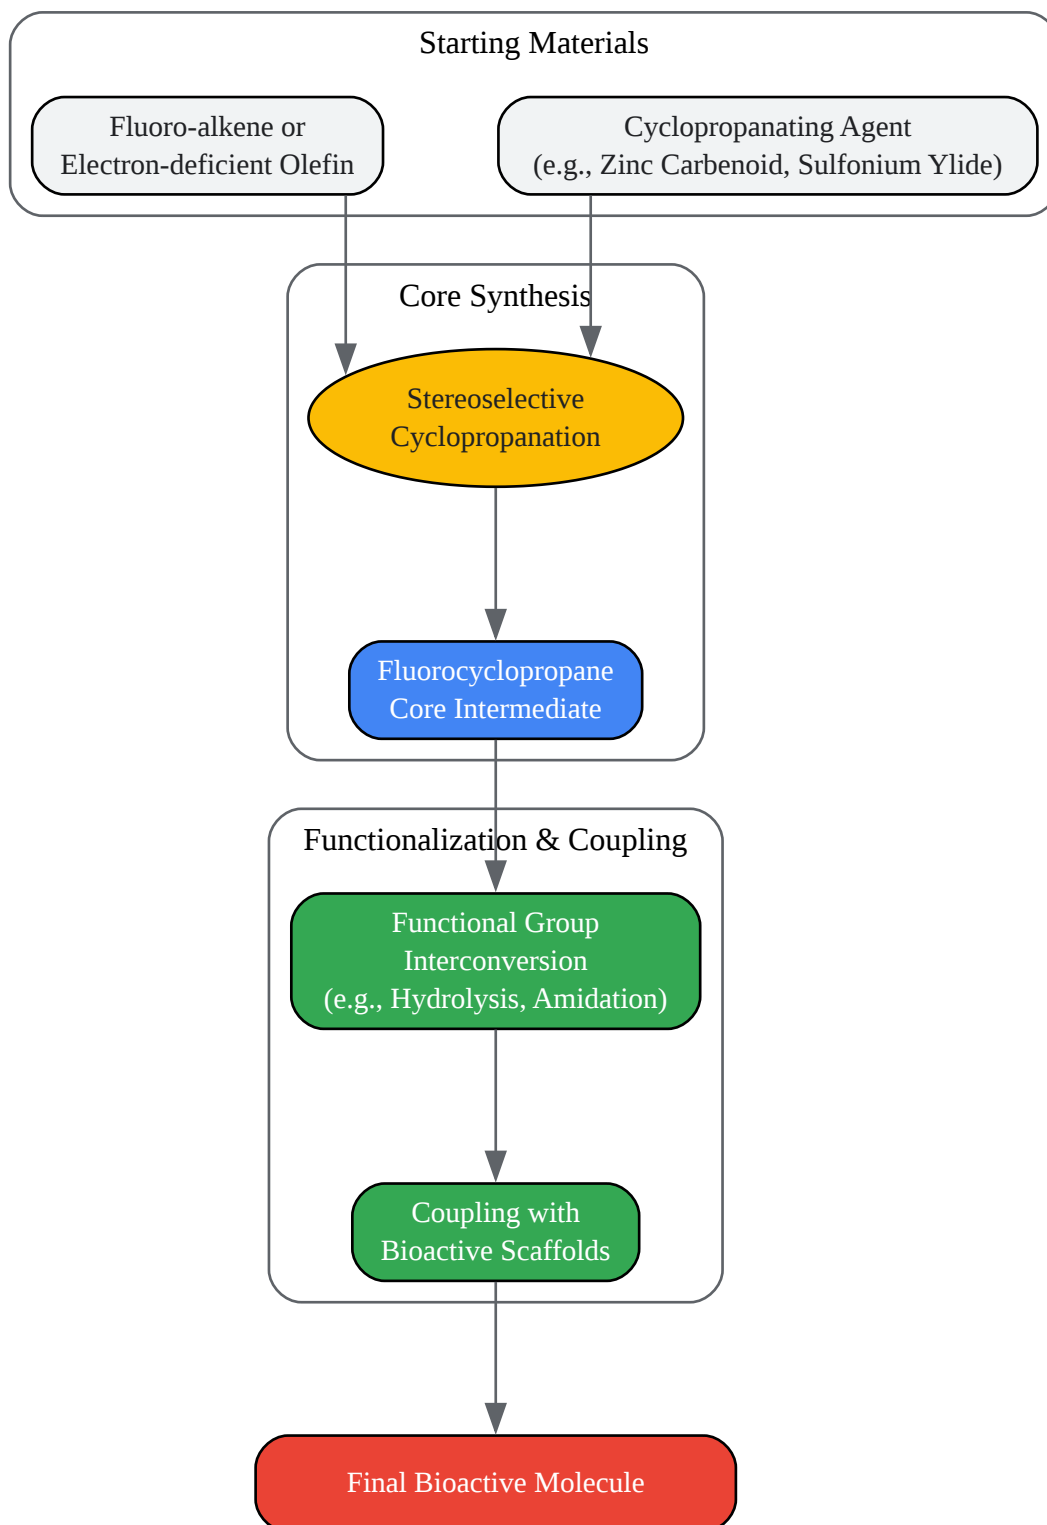 Starting Materials
Fluoro-alkene or
Electron-deficient Olefin
Cyclopropanating Agent
(e.g., Zinc Carbenoid, Sulfonium Ylide)
Core Synthesis
Stereoselective
Cyclopropanation
Fluorocyclopropane
Core Intermediate
Functionalization & Coupling
Functional Group
Interconversion
(e.g., Hydrolysis, Amidation)
Coupling with
Bioactive Scaffolds
Final Bioactive Molecule